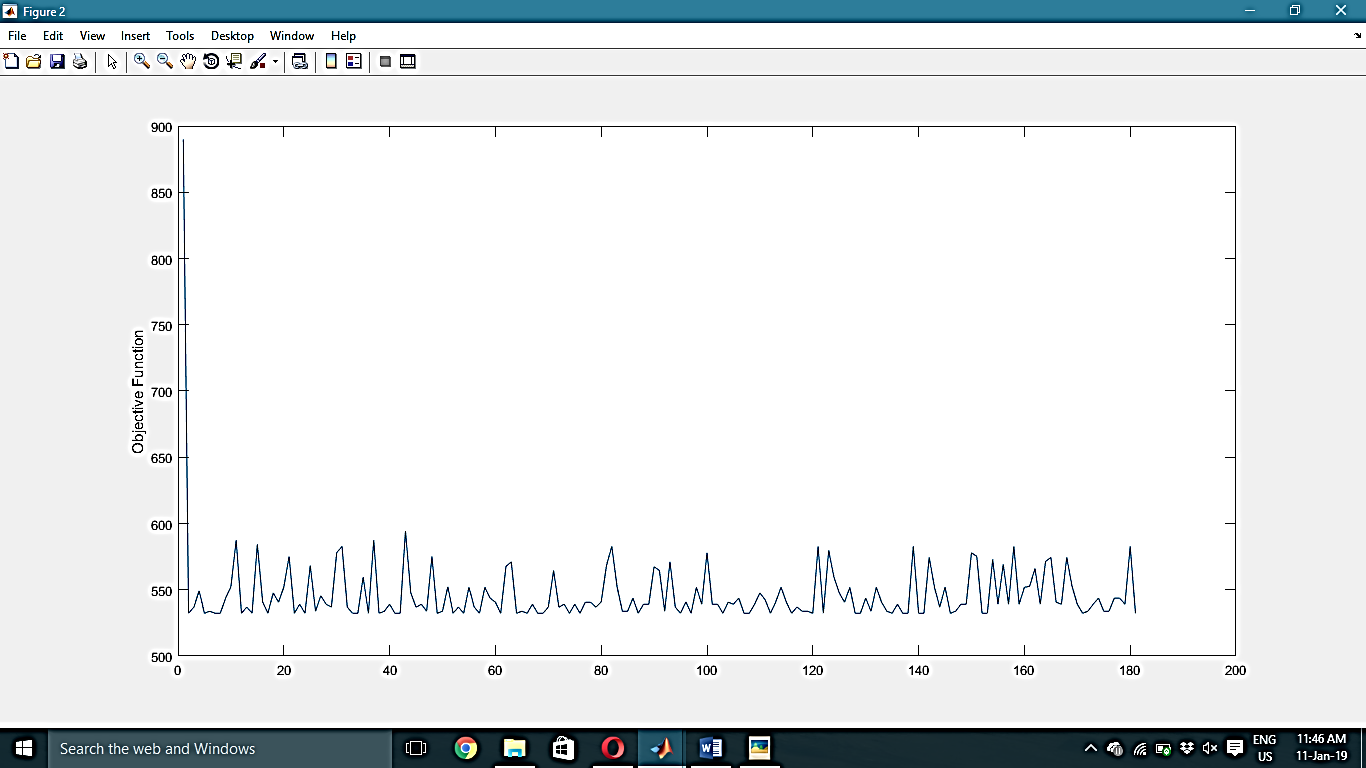 Figure 2
File Edit View Insert Tools Desktop Window Help
900
850
800
750
700
650
600
550
500
Objective Function
0 20 40 60 80 100 120 140 160 180 200
Search the web and Windows
ENG
US
11:46 AM
11-Jan-19